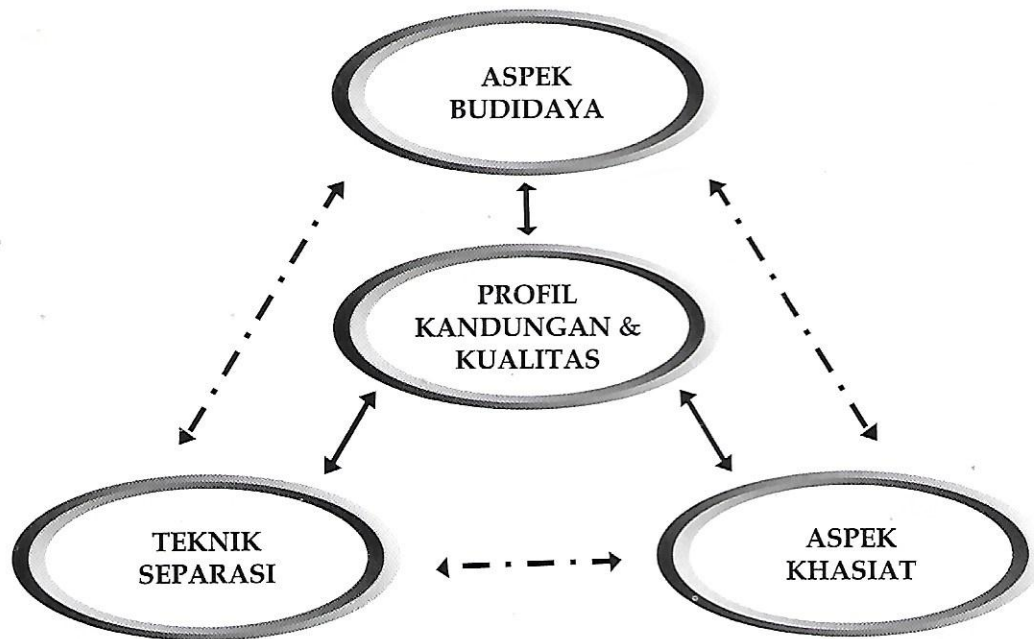 ASPEK
BUDIDAYA
PROFIL
KANDUNGAN &
KUALITAS
TEKNIK
SEPARASI
ASPEK
KHASIAT